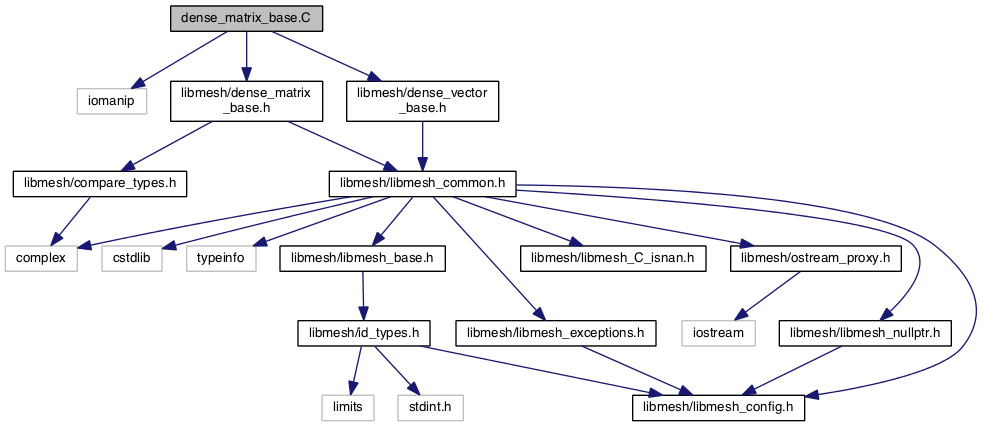 dense_matrix_base.C
iomanip
libmesh/dense_matrix
_base.h
libmesh/dense_vector
_base.h
libmesh/compare_types.h
libmesh/libmesh_common.h
complex
cstdlib
typeinfo
libmesh/libmesh_base.h
libmesh/libmesh_C_isnan.h
libmesh/ostream_proxy.h
libmesh/id_types.h
libmesh/libmesh_exceptions.h
iostream
libmesh/libmesh_nullptr.h
limits
stdint.h
libmesh/libmesh_config.h